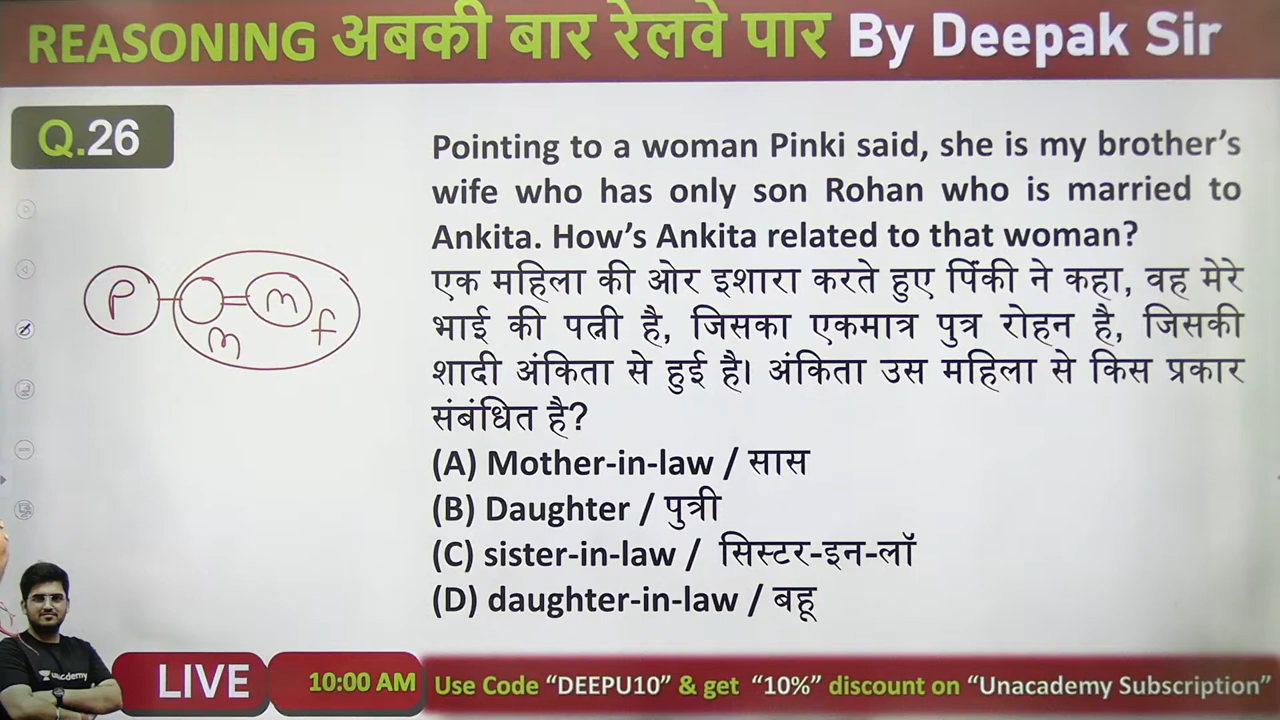 REASONING अबकी बार रेलवे पार By Deepak Sir
Q.26
Pointing to a woman Pinki said, she is my brother's
wife who has only son Rohan who is married to
Ankita. How's Ankita related to that woman?
एक महिला की ओर इशारा करते हुए पिंकी ने कहा, वह मेरे
भाई की पत्नी है, जिसका एकमात्र पुत्र रोहन है, जिसकी
शादी अंकिता से हुई है। अंकिता उस महिला से किस प्रकार
संबंधित है?
(A) Mother-in-law / सास
(B) Daughter / पुत्री
(C) sister-in-law / सिस्टर-इन-लॉ
(D) daughter-in-law / बहू
P
m
m
f
unacdemy
LIVE
10:00 AM
Use Code "DEEPU10" & get "10%" discount on "Unacademy Subscription"